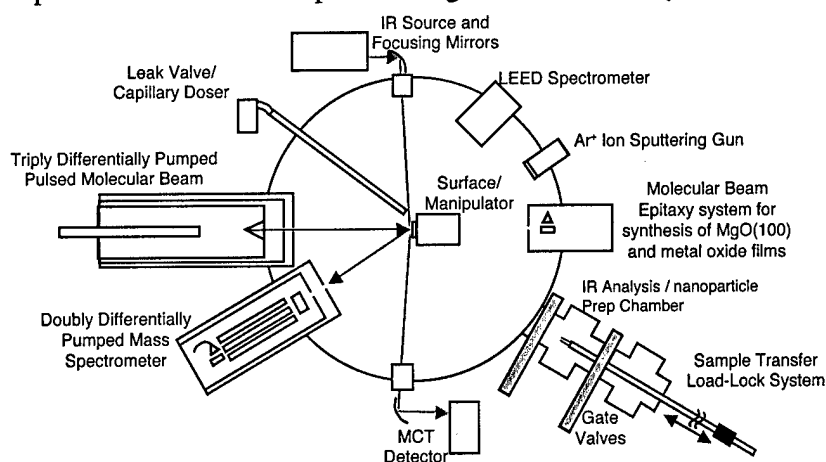 IR Source and
Focusing Mirrors
Leak Valve/
Capillary Doser
LEED Spectrometer
Ar+ Ion Sputtering Gun
Triply Differentially Pumped
Pulsed Molecular Beam
Surface/
Manipulator
Molecular Beam
Epitaxy system for
synthesis of MgO(100)
and metal oxide films
IR Analysis / nanoparticle
Prep Chamber
Doubly Differentially
Pumped Mass
Spectrometer
Sample Transfer
Load-Lock System
Gate
Valves
MCT
Detector